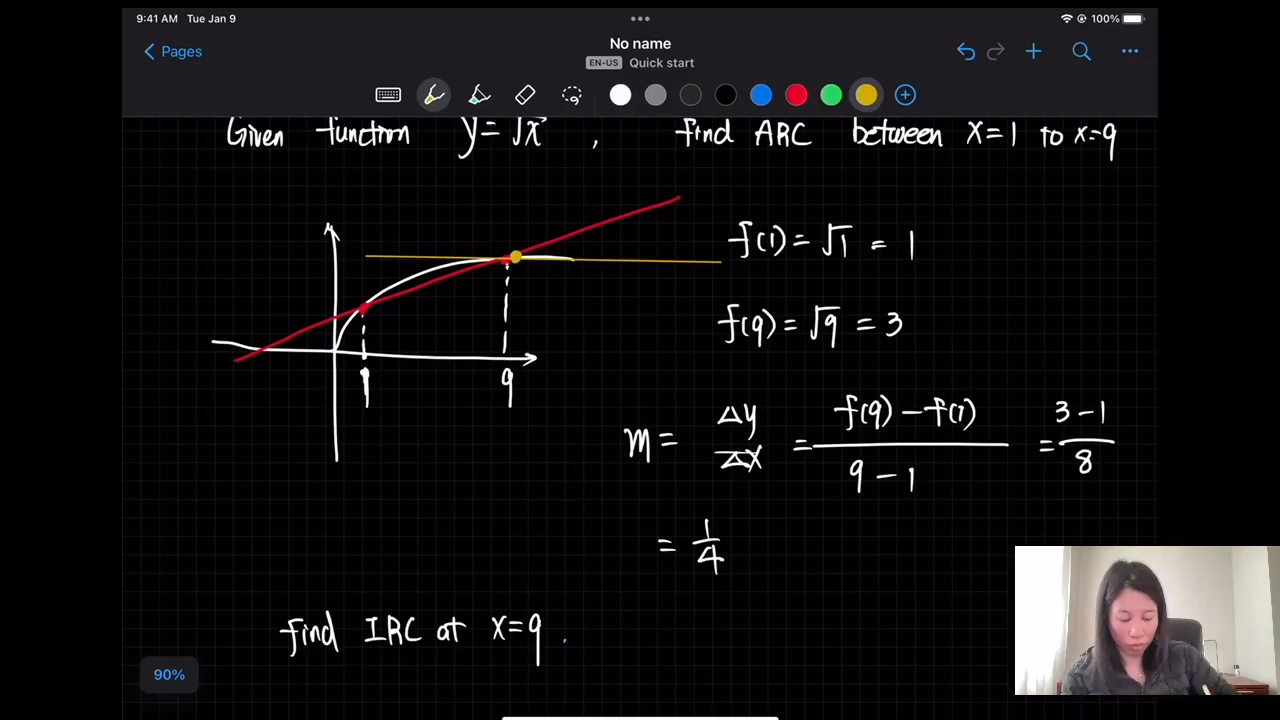 9:41 AM Tue Jan 9
100%
Pages
No name
EN-US Quick start
Given function y=√x , find ARC between x=1 to x=9
f(1) = √1 = 1
f(9) = √9 = 3
1
9
m = Δy/Δx = f(9) − f(1) / 9 − 1 = 3 − 1 / 8
= 1/4
find IRC at x=9 .
90%